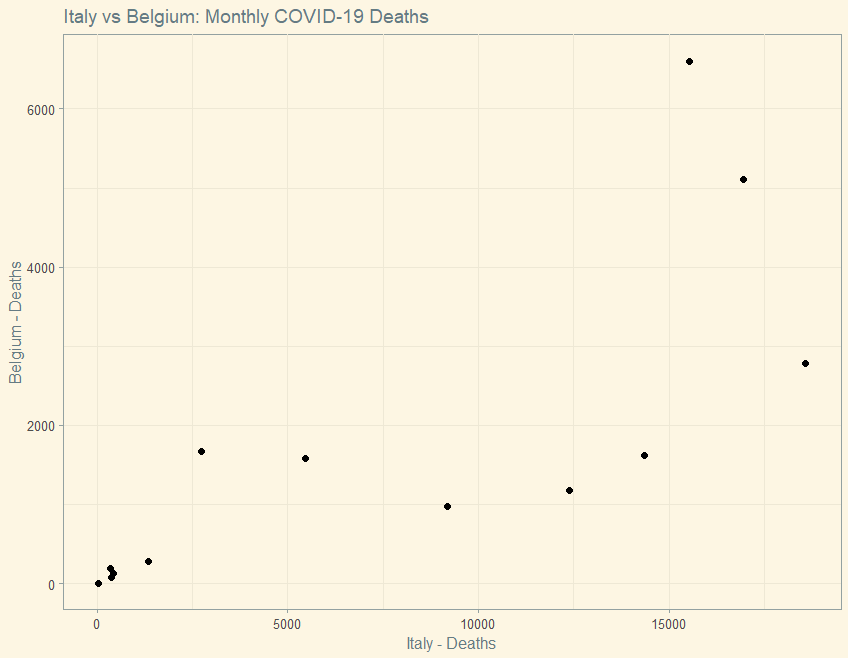 Italy vs Belgium: Monthly COVID-19 Deaths
Belgium - Deaths
6000
4000
2000
0
0 5000 10000 15000
Italy - Deaths